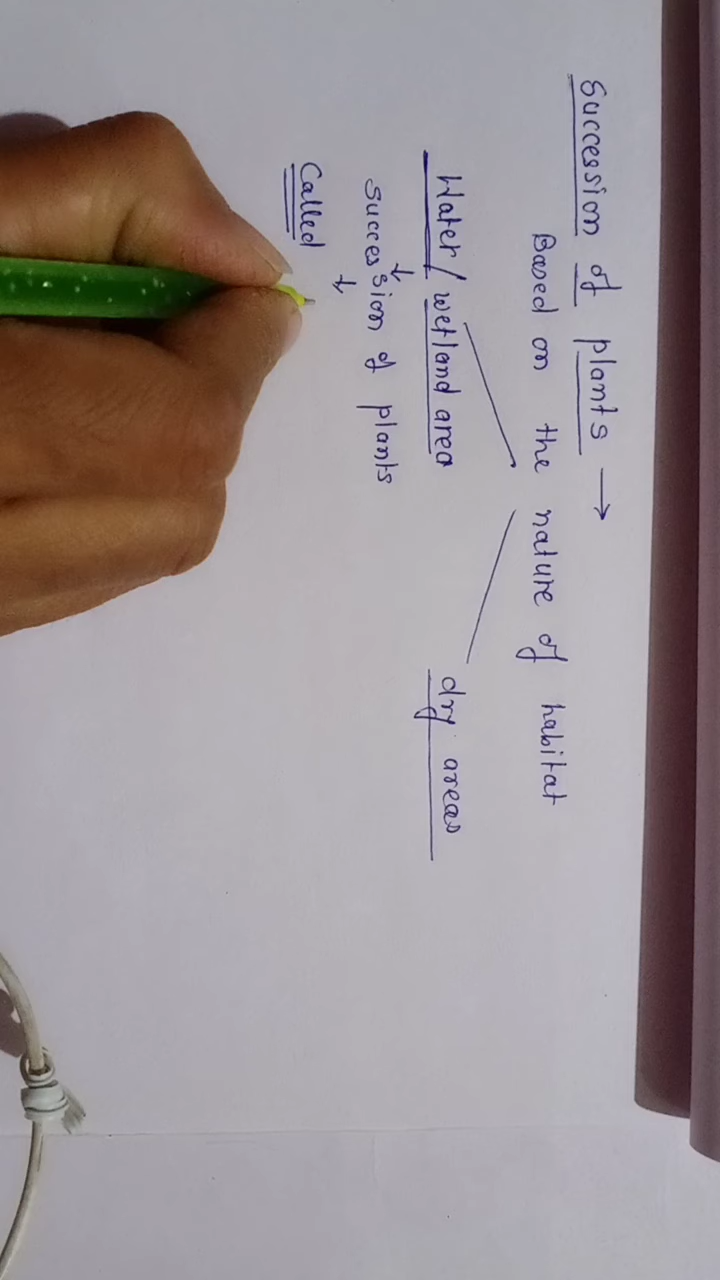 Succession of plants →
Based on the nature of habitat
Water/wetland area dry areas
↓
Succession of plants
↓
Called